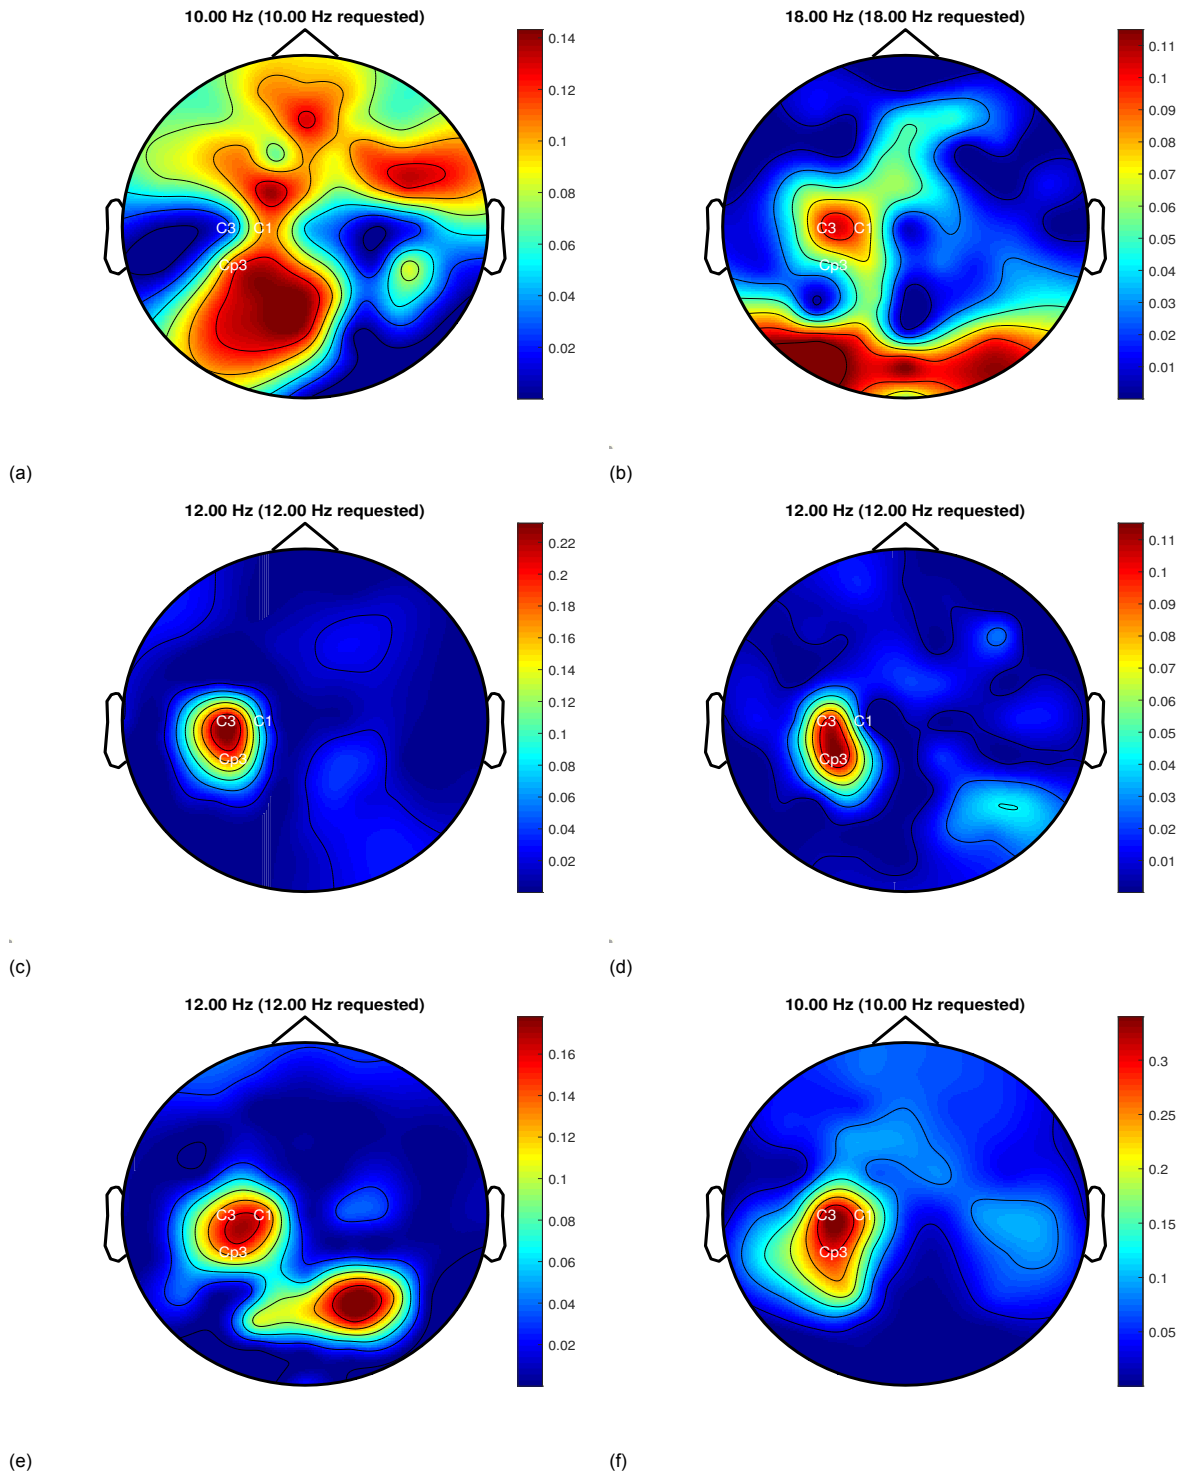 10.00 Hz (10.00 Hz requested)
C3 C1
Cp3
0.14
0.12
0.1
0.08
0.06
0.04
0.02
(a)
18.00 Hz (18.00 Hz requested)
C3 C1
Cp3
0.11
0.1
0.09
0.08
0.07
0.06
0.05
0.04
0.03
0.02
0.01
(b)
12.00 Hz (12.00 Hz requested)
C3 C1
Cp3
0.22
0.2
0.18
0.16
0.14
0.12
0.1
0.08
0.06
0.04
0.02
(c)
12.00 Hz (12.00 Hz requested)
C3 C1
Cp3
0.11
0.1
0.09
0.08
0.07
0.06
0.05
0.04
0.03
0.02
0.01
(d)
12.00 Hz (12.00 Hz requested)
C3 C1
Cp3
0.16
0.14
0.12
0.1
0.08
0.06
0.04
0.02
(e)
10.00 Hz (10.00 Hz requested)
C3 C
Cp3
0.3
0.25
0.2
0.15
0.1
0.05
(f)